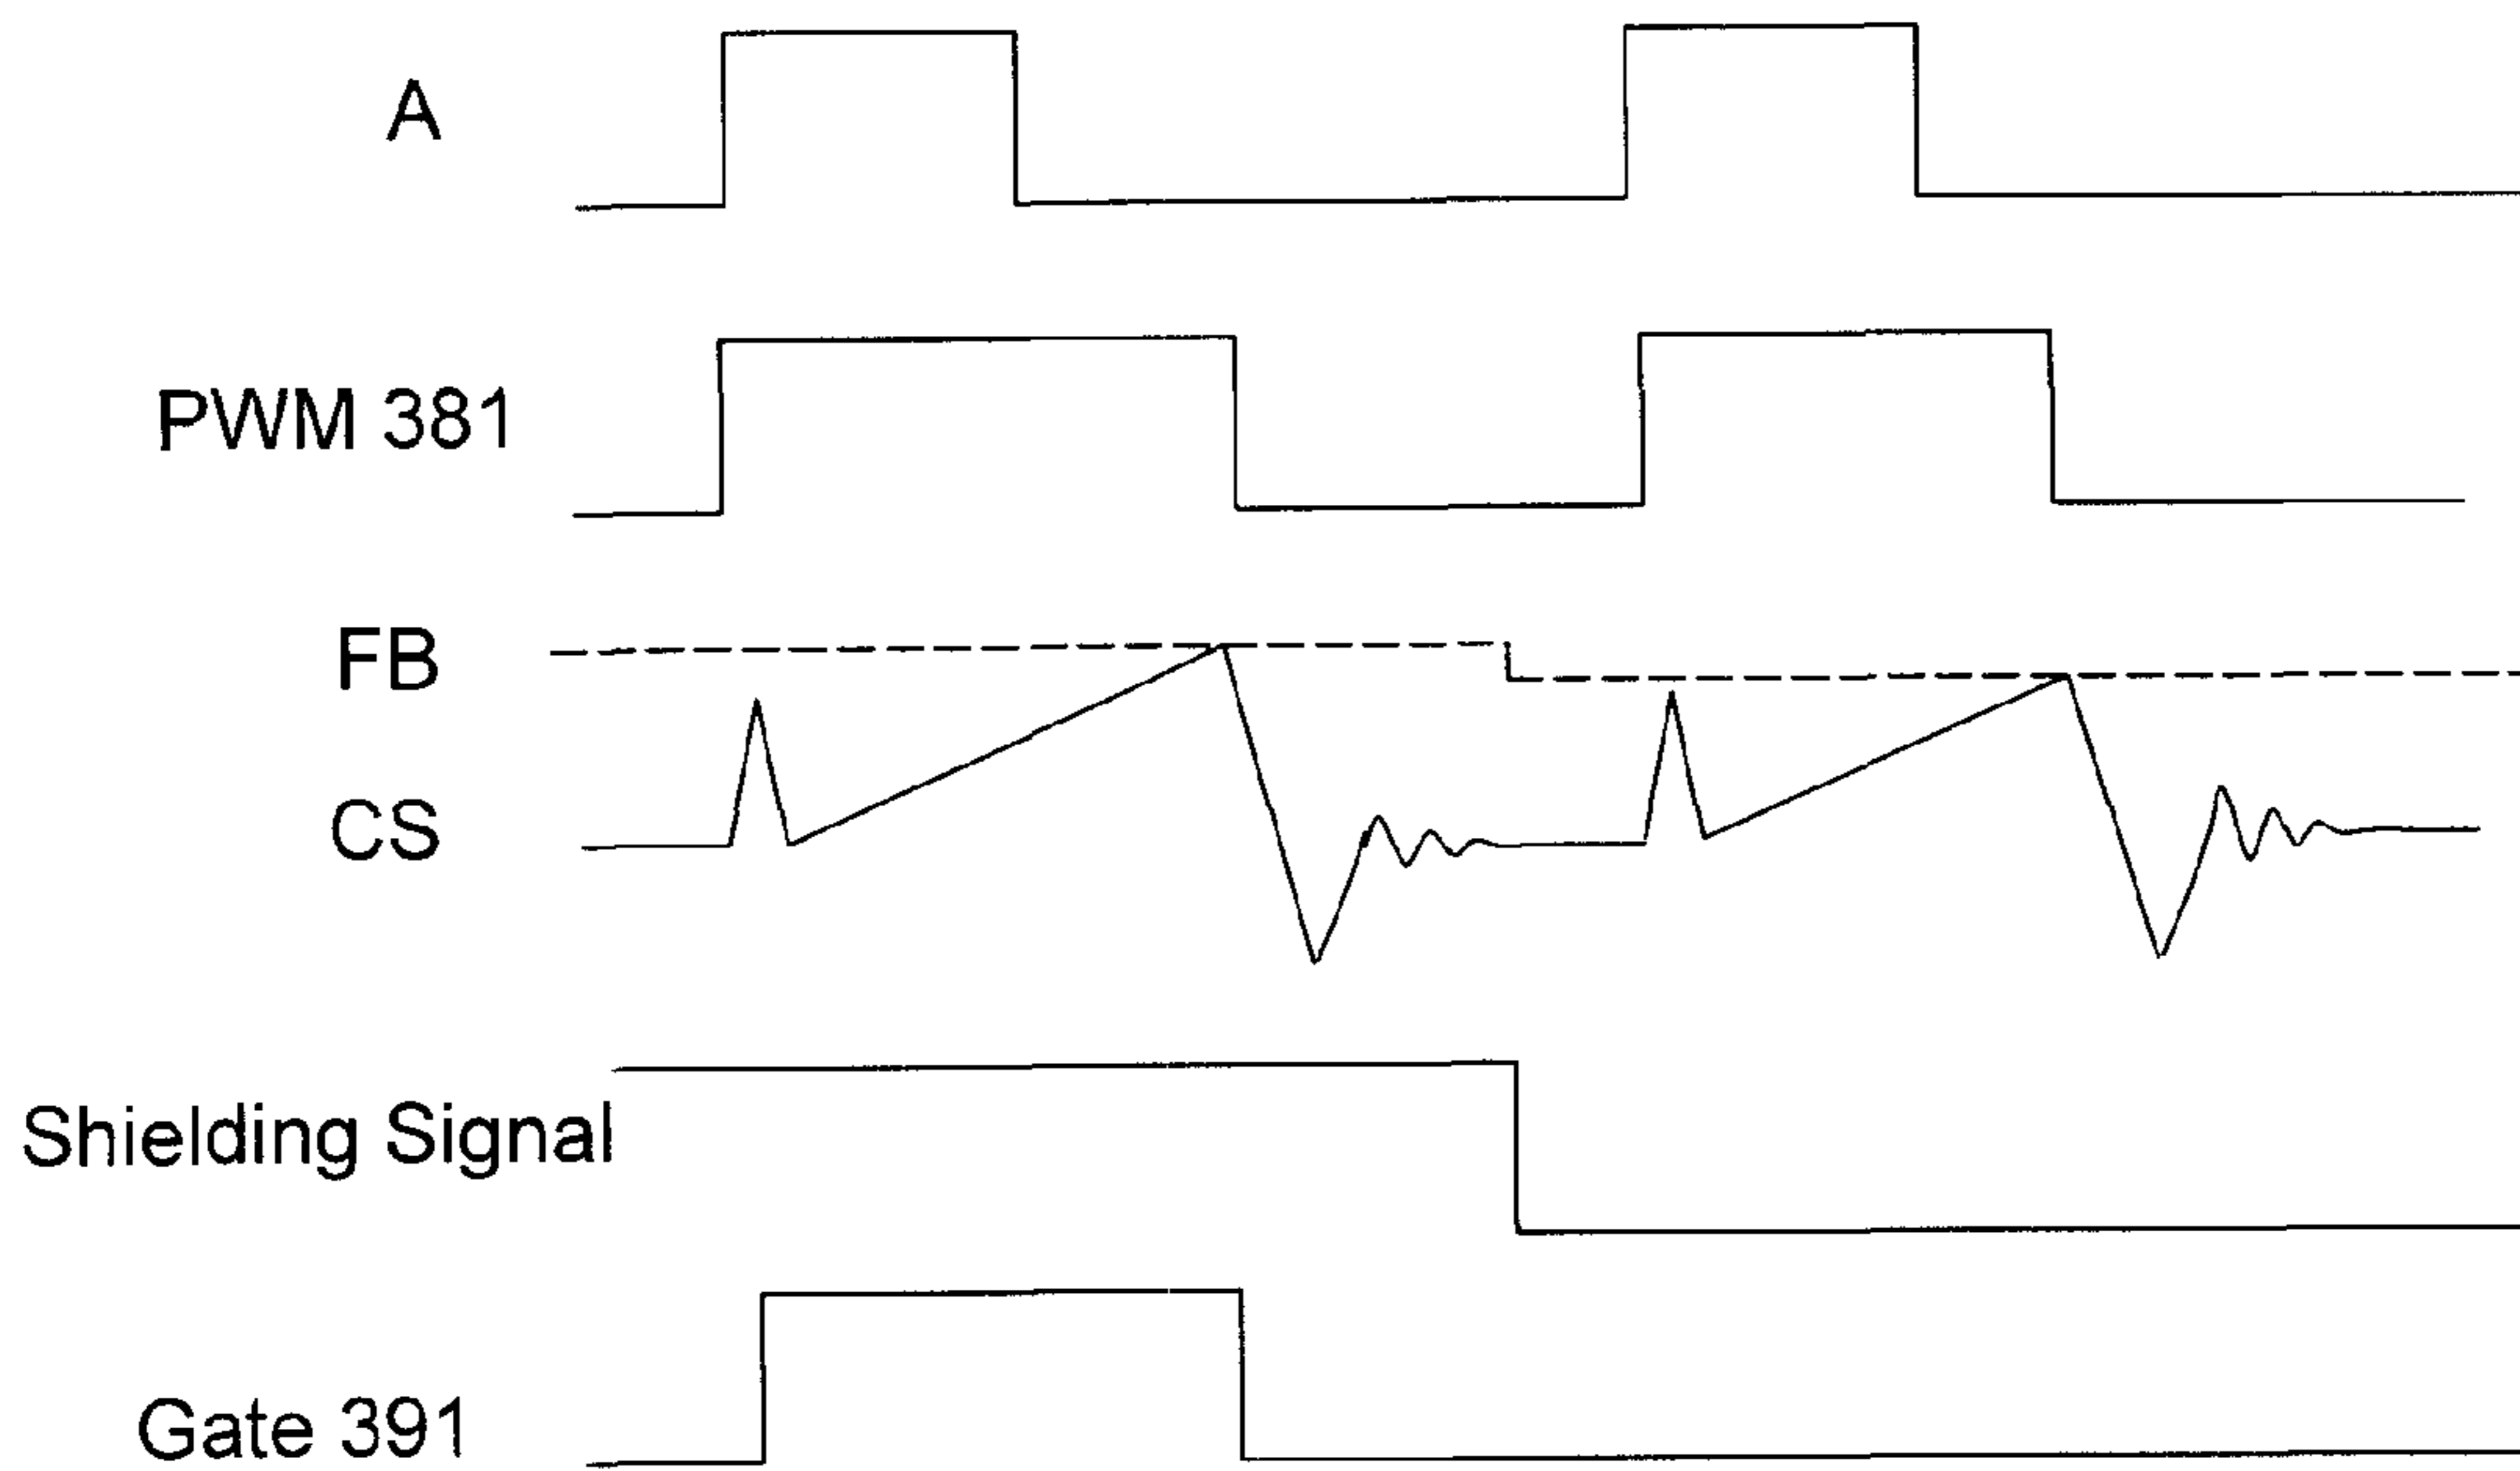 A
PWM 381
FB
CS
Shielding Signal
Gate 391